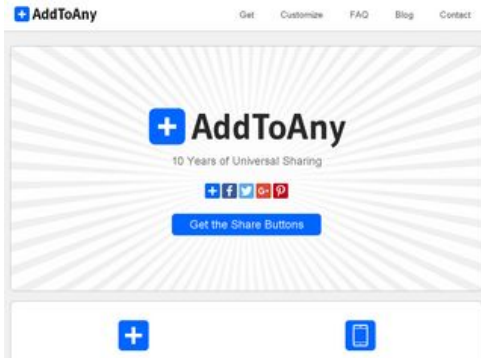 AddToAny
Get Customize FAQ Blog Contact
AddToAny
10 Years of Universal Sharing
Get the Share Buttons